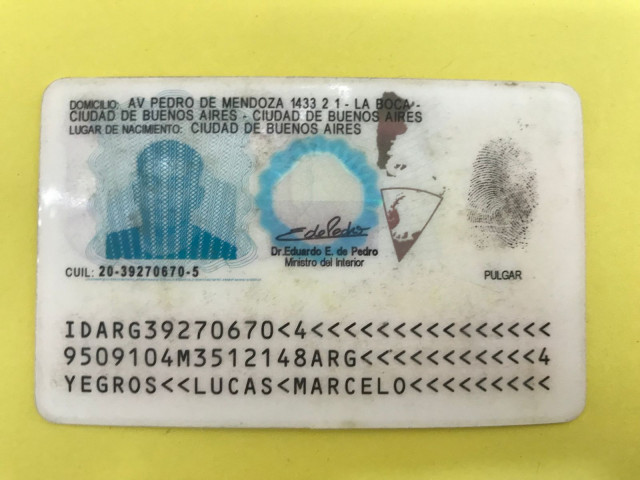 DOMICILIO: AV PEDRO DE MENDOZA 1433 2 1 - LA BOCA -
CIUDAD DE BUENOS AIRES - CIUDAD DE BUENOS AIRES
LUGAR DE NACIMIENTO: CIUDAD DE BUENOS AIRES
EdePedro
Dr. Eduardo E. de Pedro
Ministro del Interior
CUIL: 20-39270670-5
PULGAR
IDARG39270670<4<<<<<<<<<<<<<<<
9509104M3512148ARG<<<<<<<<<<<4
YEGROS<<LUCAS<MARCELO<<<<<<<<<